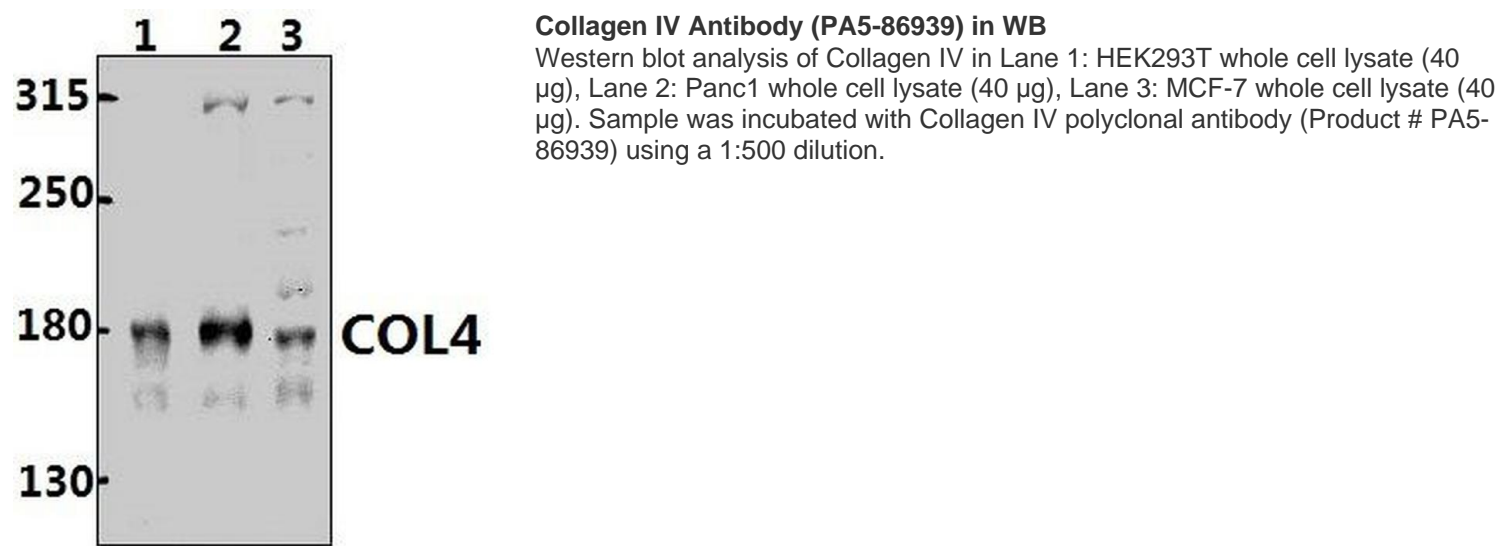 1 2 3
315
250
180
130
COL4
Collagen IV Antibody (PA5-86939) in WB
Western blot analysis of Collagen IV in Lane 1: HEK293T whole cell lysate (40
µg), Lane 2: Panc1 whole cell lysate (40 µg), Lane 3: MCF-7 whole cell lysate (40
µg). Sample was incubated with Collagen IV polyclonal antibody (Product # PA5-
86939) using a 1:500 dilution.